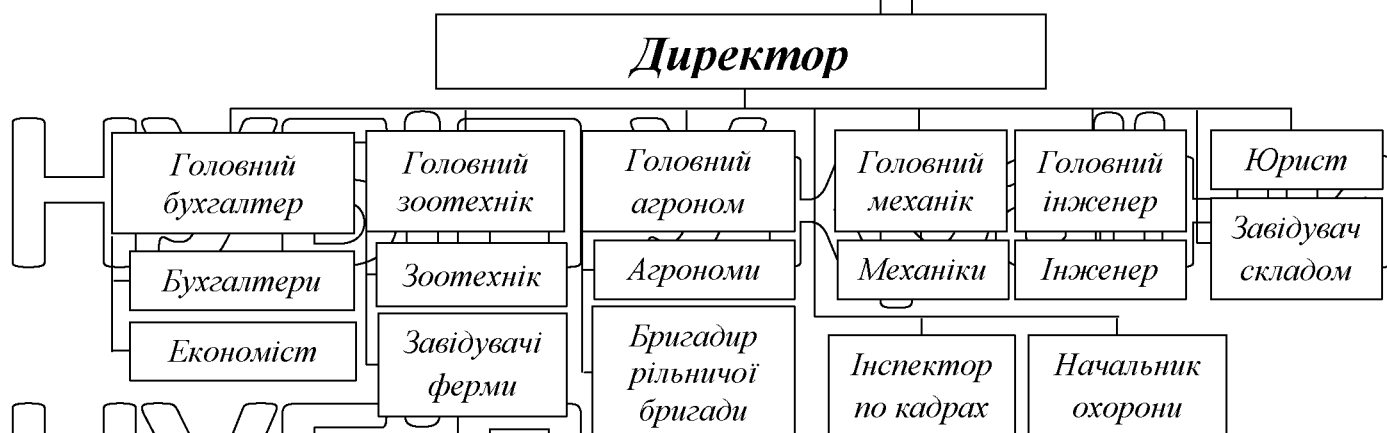 Директор
Головний
бухгалтер
Головний
зоотехнік
Головний
агроном
Головний
механік
Головний
інженер
Юрист
Завідувач
складом
Бухгалтери
Зоотехнік
Агрономи
Механіки
Інженер
Економіст
Завідувачі
ферми
Бригадир
рільничої
бригади
Інспектор
по кадрах
Начальник
охорони